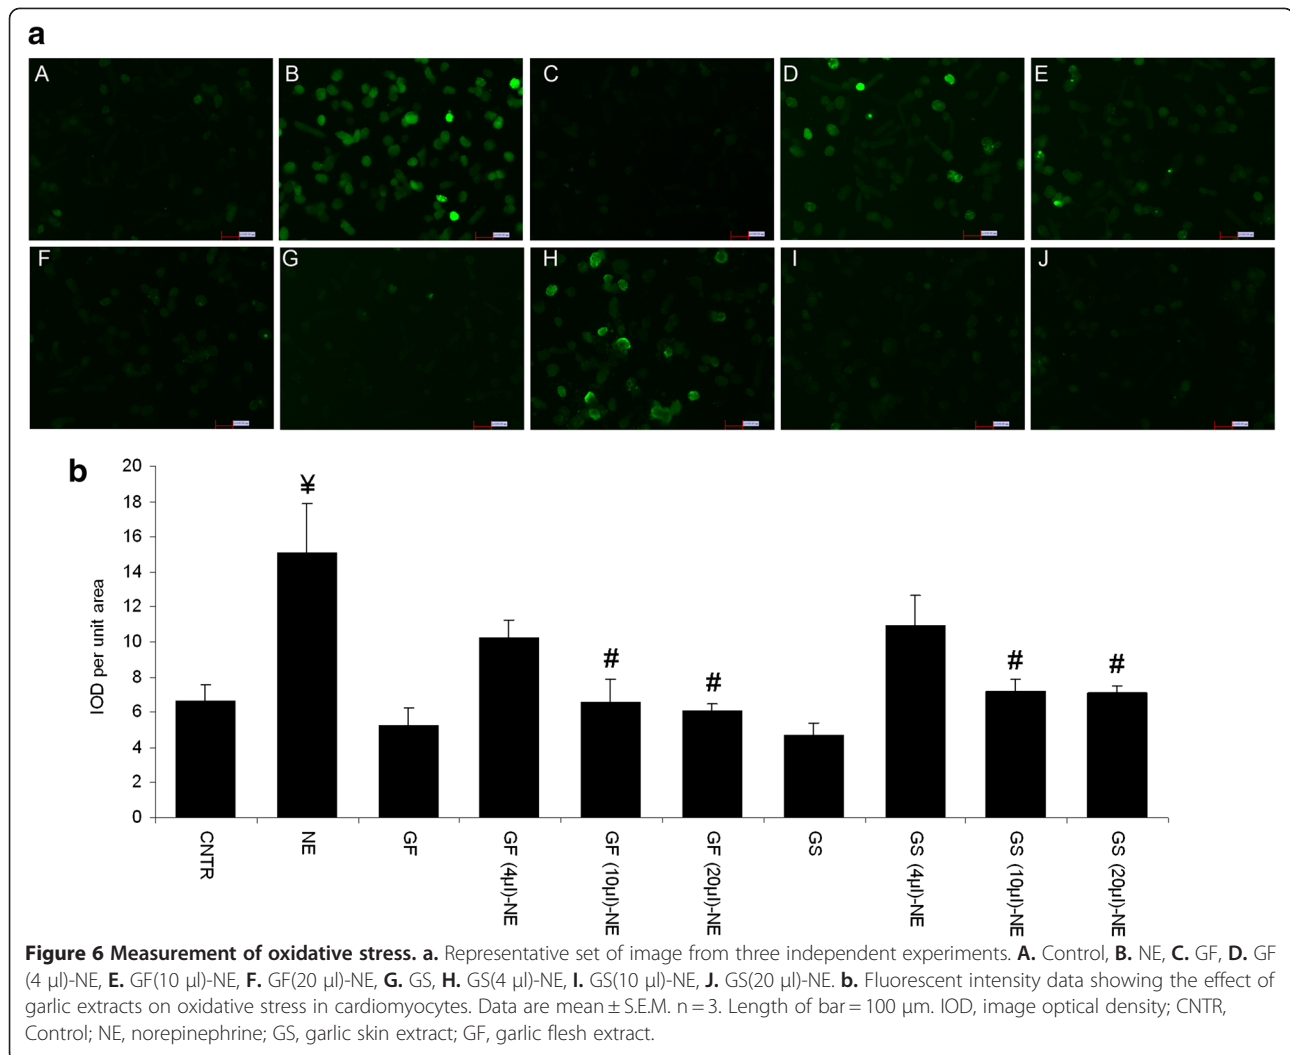 a
A B C D E
F G H I J
b
20
18
16
14
12
10
8
6
4
2
0
IOD per unit area
¥
# #
# #
CNTR
NE
GF
GF (4µl)-NE
GF (10µl)-NE
GF (20µl)-NE
GS
GS (4µl)-NE
GS (10µl)-NE
GS (20µl)-NE
Figure 6 Measurement of oxidative stress. a. Representative set of image from three independent experiments. A. Control, B. NE, C. GF, D. GF
(4 µl)-NE, E. GF(10 µl)-NE, F. GF(20 µl)-NE, G. GS, H. GS(4 µl)-NE, I. GS(10 µl)-NE, J. GS(20 µl)-NE. b. Fluorescent intensity data showing the effect of
garlic extracts on oxidative stress in cardiomyocytes. Data are mean ± S.E.M. n = 3. Length of bar = 100 µm. IOD, image optical density; CNTR,
Control; NE, norepinephrine; GS, garlic skin extract; GF, garlic flesh extract.